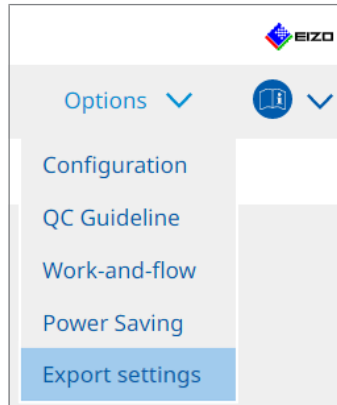 EIZO
Options
Configuration
QC Guideline
Work-and-flow
Power Saving
Export settings